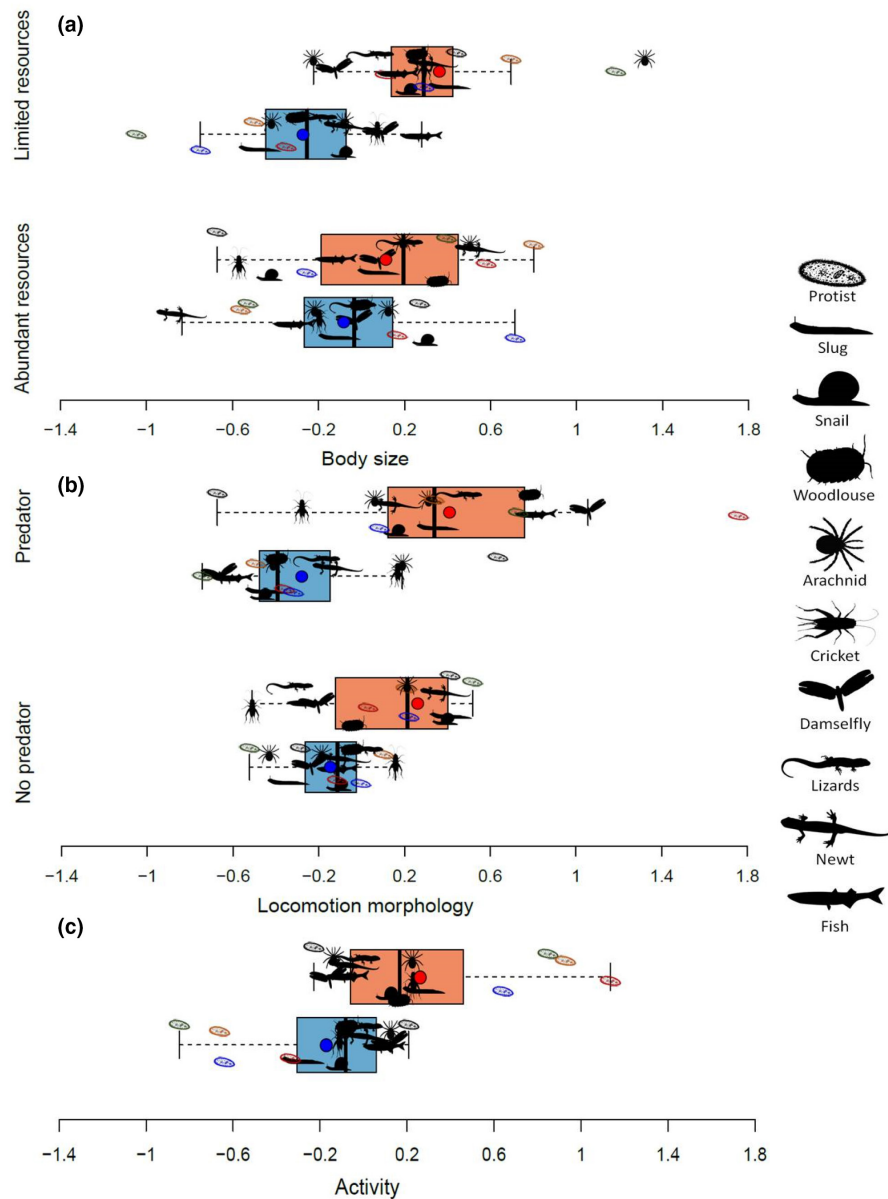 (a)
Limited resources
Abundant resources
−1.4 −1 −0.6 −0.2 0.2 0.6 1 1.4 1.8
Body size
(b)
Predator
No predator
−1.4 −1 −0.6 −0.2 0.2 0.6 1 1.4 1.8
Locomotion morphology
(c)
−1.4 −1 −0.6 −0.2 0.2 0.6 1 1.4 1.8
Activity
Protist
Slug
Snail
Woodlouse
Arachnid
Cricket
Damselfly
Lizards
Newt
Fish